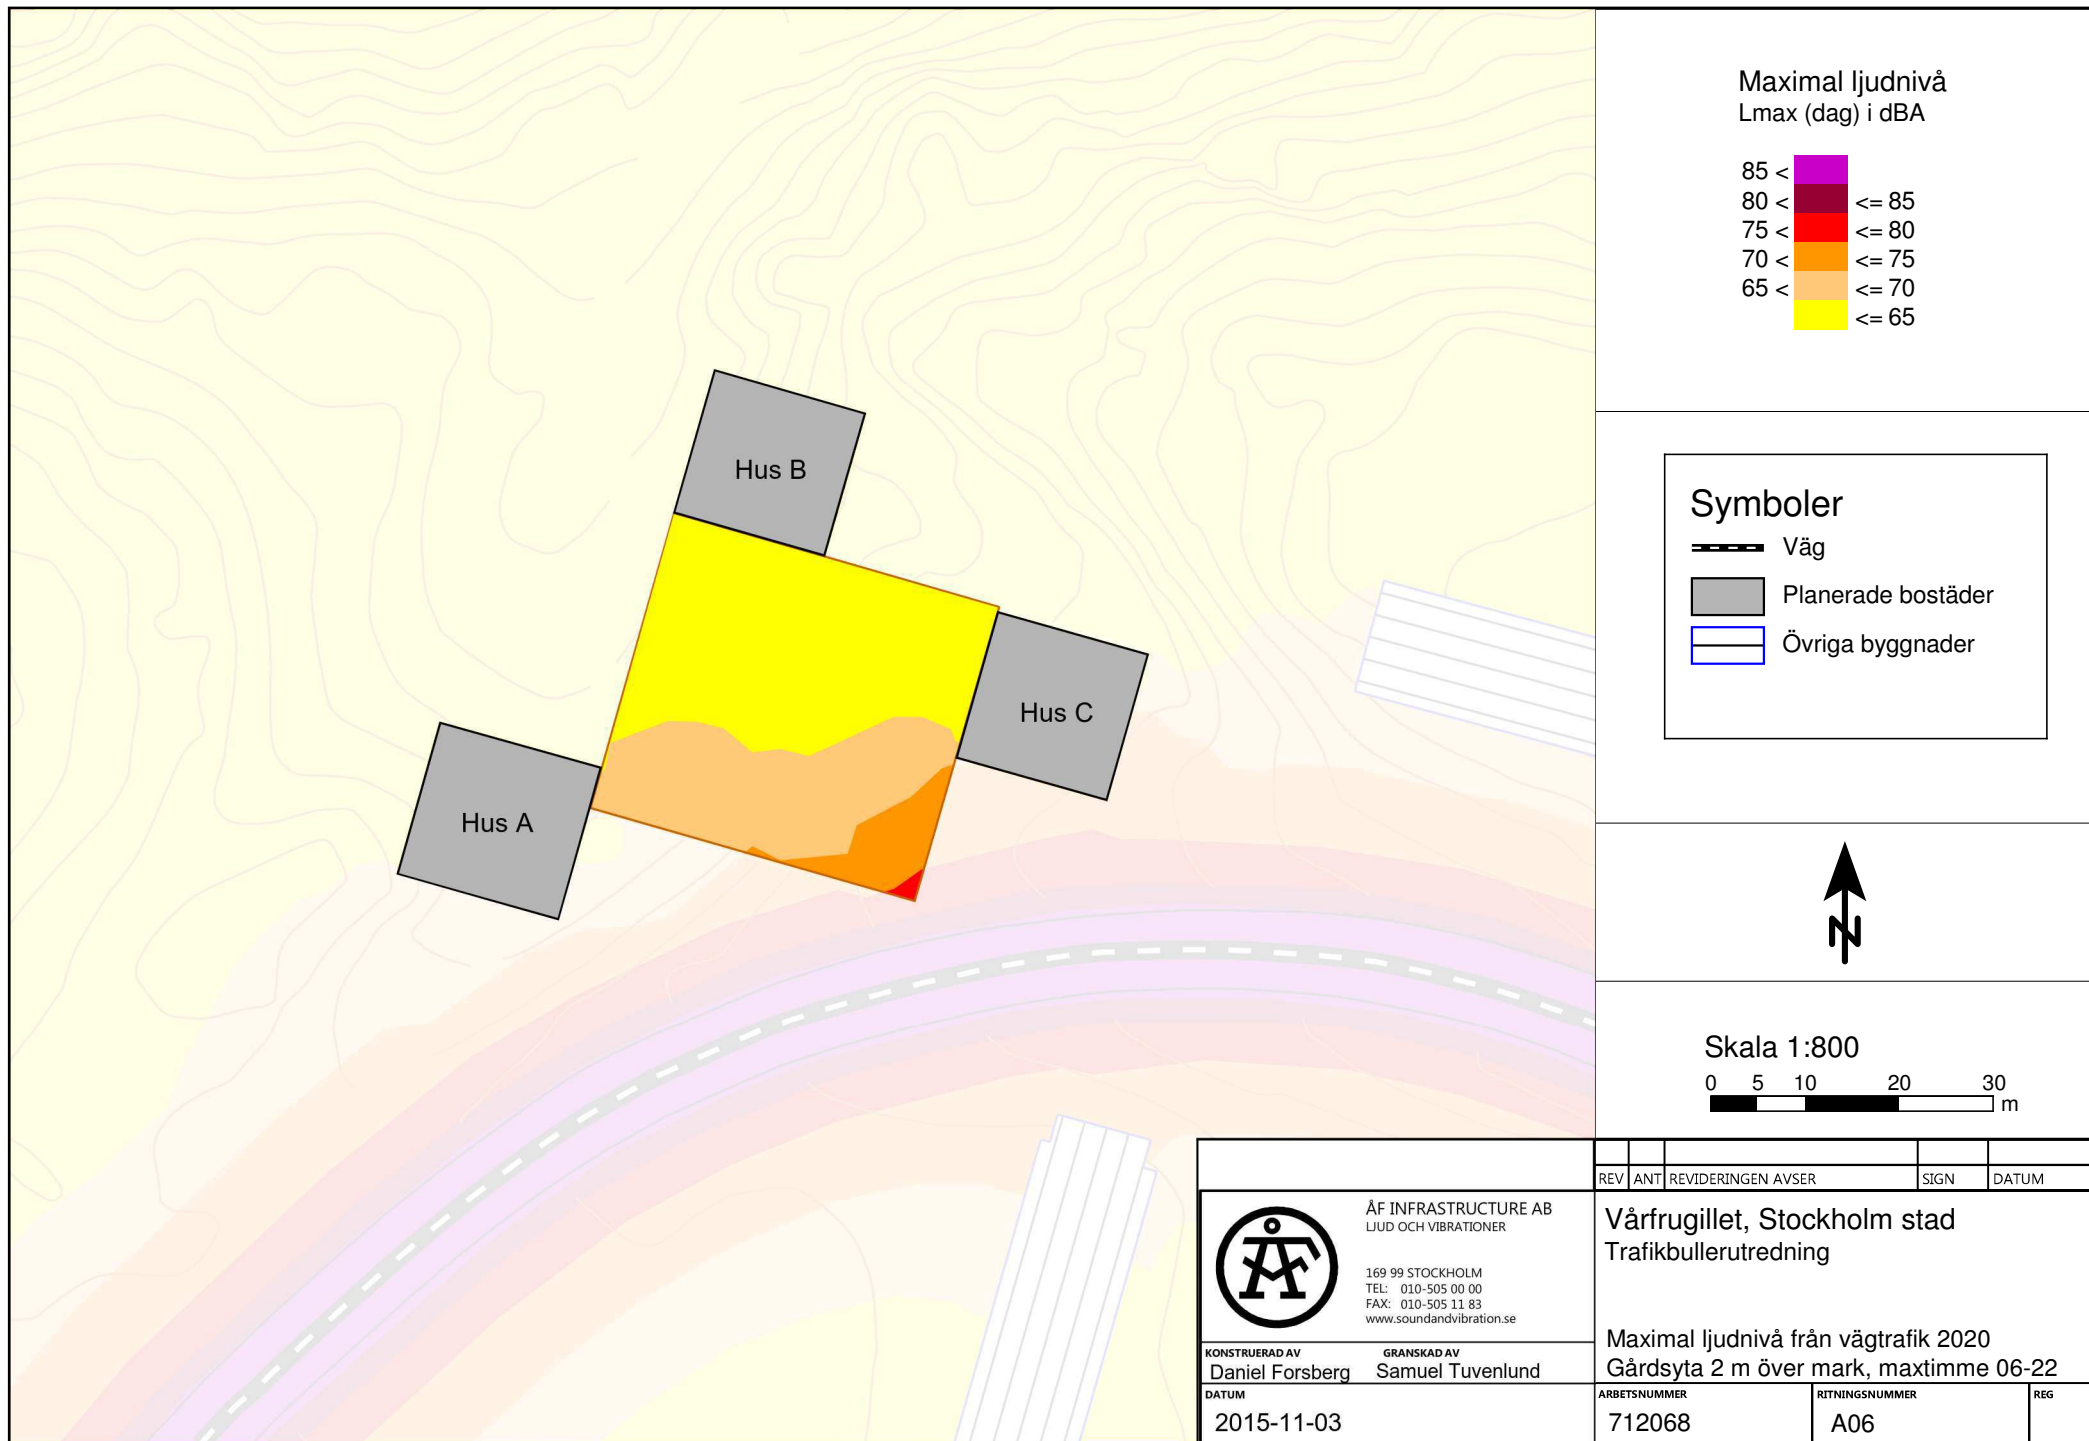 Maximal ljudnivå
Lmax (dag) i dBA
85 <
80 < <= 85
75 < <= 80
70 < <= 75
65 < <= 70
<= 65
Hus B
Hus C
Hus A
Symboler
Väg
Planerade bostäder
Övriga byggnader
N
Skala 1:800
0 5 10 20 30
m
REV ANT REVIDERINGEN AVSER SIGN DATUM
ÅF
ÅF INFRASTRUCTURE AB
LJUD OCH VIBRATIONER
169 99 STOCKHOLM
TEL: 010-505 00 00
FAX: 010-505 11 83
www.soundandvibration.se
Vårfrugillet, Stockholm stad
Trafikbullerutredning
Maximal ljudnivå från vägtrafik 2020
Gårdsyta 2 m över mark, maxtimme 06-22
KONSTRUERAD AV GRANSKAD AV
Daniel Forsberg Samuel Tuvenlund
DATUM
2015-11-03
ARBETSNUMMER RITNINGSNUMMER REG
712068 A06